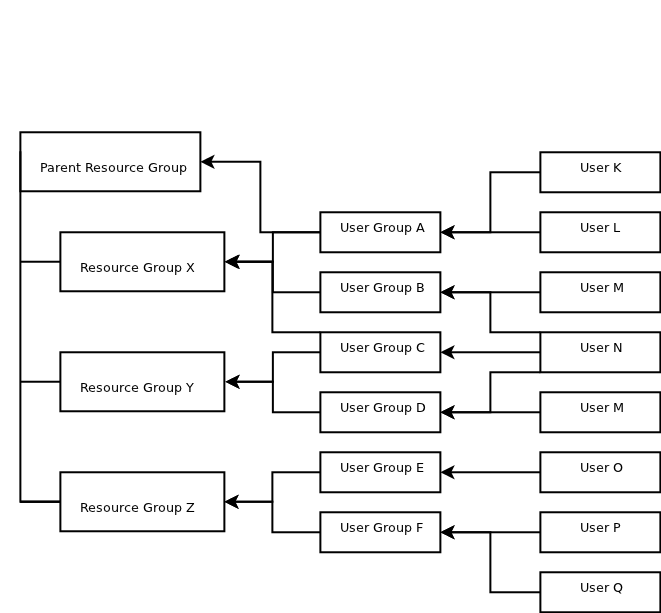 Parent Resource Group
User K
User Group A
User L
Resource Group X
User Group B
User M
User Group C
User N
Resource Group Y
User Group D
User M
User Group E
User O
Resource Group Z
User Group F
User P
User Q